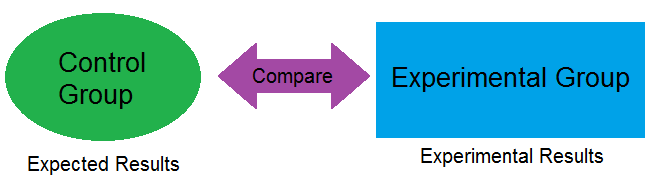 Control
Group
Compare
Experimental Group
Expected Results
Experimental Results